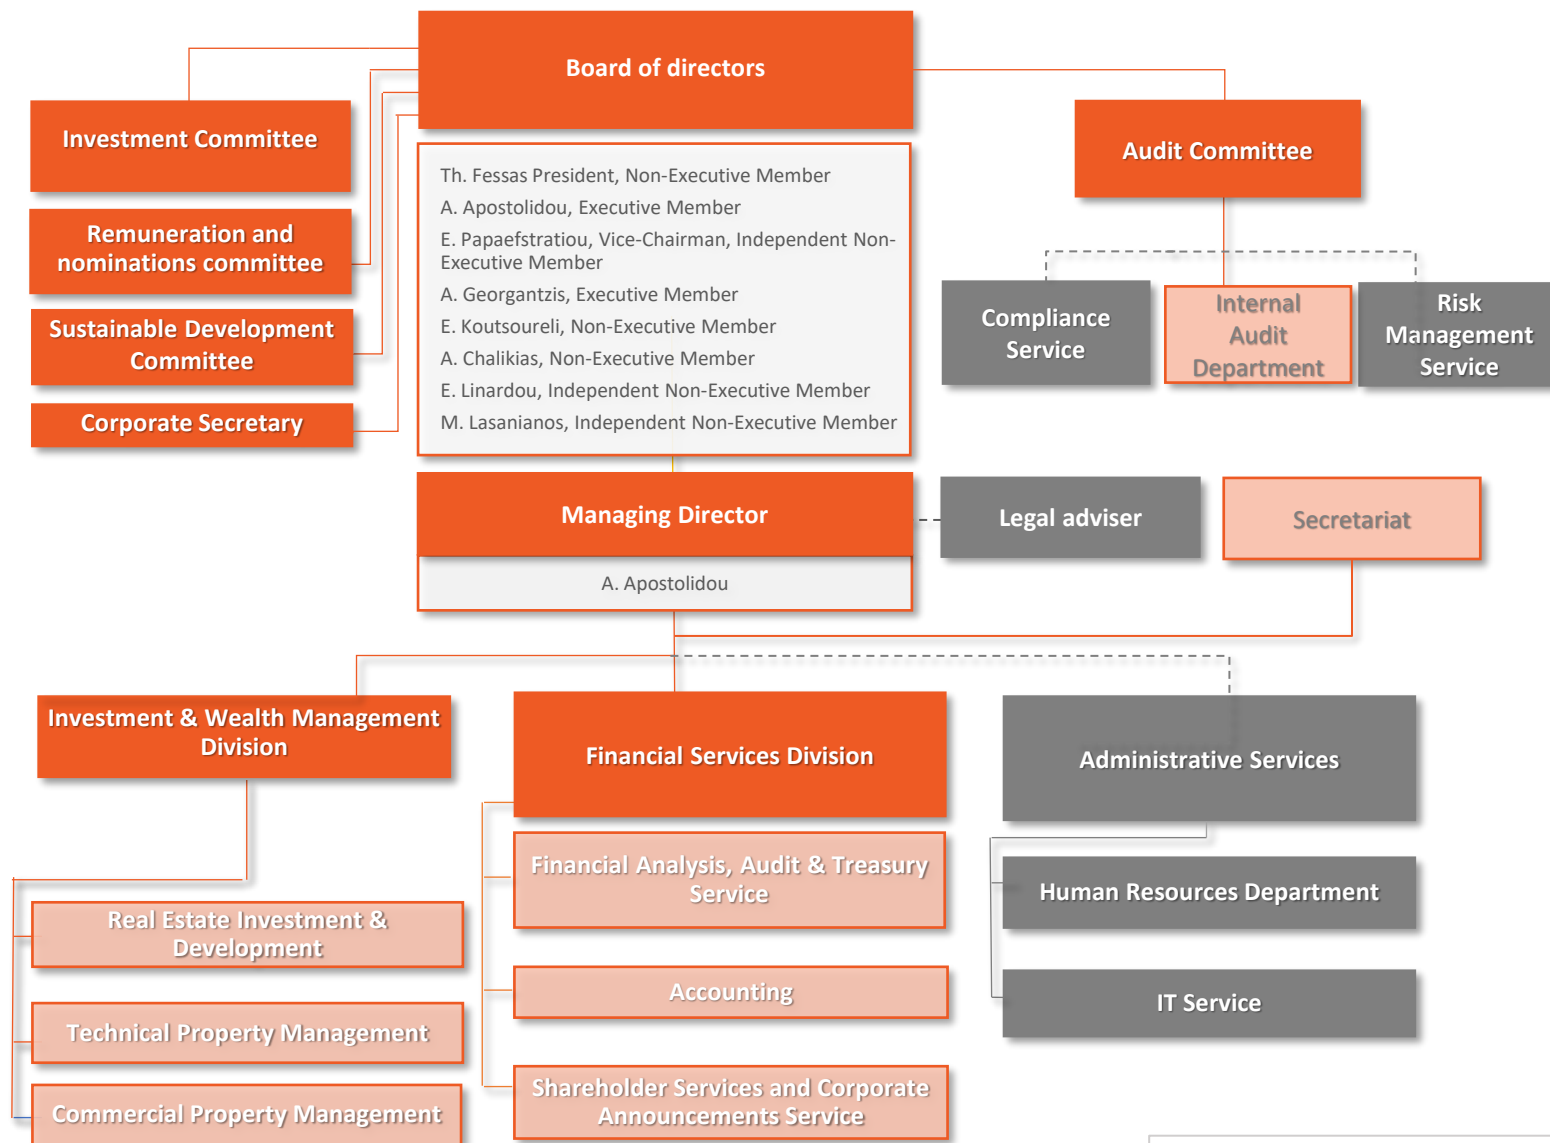 Board of directors
Investment Committee
Audit Committee
Th. Fessas President, Non-Executive Member
A. Apostolidou, Executive Member
E. Papaefstratiou, Vice-Chairman, Independent Non-
Executive Member
A. Georgantzis, Executive Member
E. Koutsoureli, Non-Executive Member
A. Chalikias, Non-Executive Member
E. Linardou, Independent Non-Executive Member
M. Lasanianos, Independent Non-Executive Member
Remuneration and
nominations committee
Sustainable Development
Committee
Corporate Secretary
Compliance
Service
Internal
Audit
Department
Risk
Management
Service
Managing Director
A. Apostolidou
Legal adviser
Secretariat
Investment & Wealth Management
Division
Financial Services Division
Administrative Services
Real Estate Investment &
Development
Technical Property Management
Commercial Property Management
Financial Analysis, Audit & Treasury
Service
Accounting
Shareholder Services and Corporate
Announcements Service
Human Resources Department
IT Service